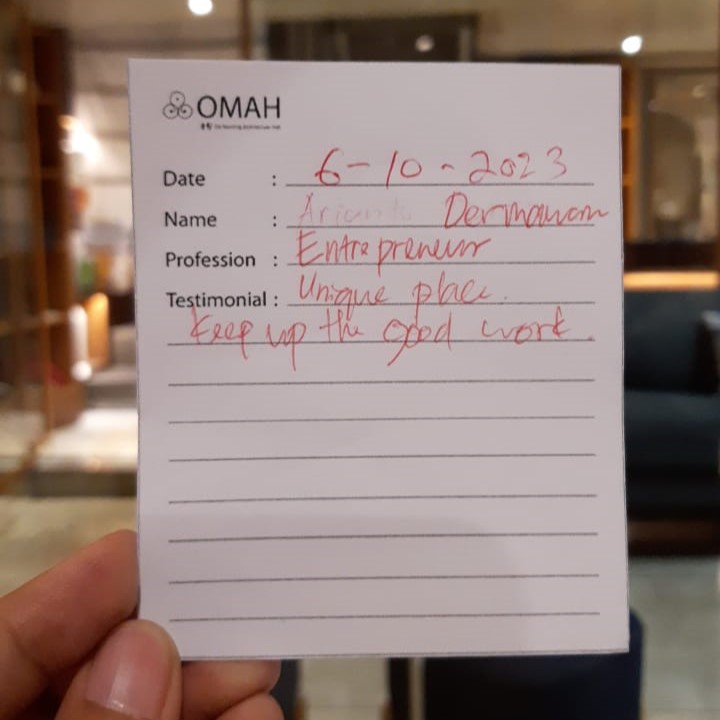 OMAH
Date : 6-10-2023
Name : Dermawan
Profession : Entrepreneur
Testimonial : Unique place.
Keep up the good work.